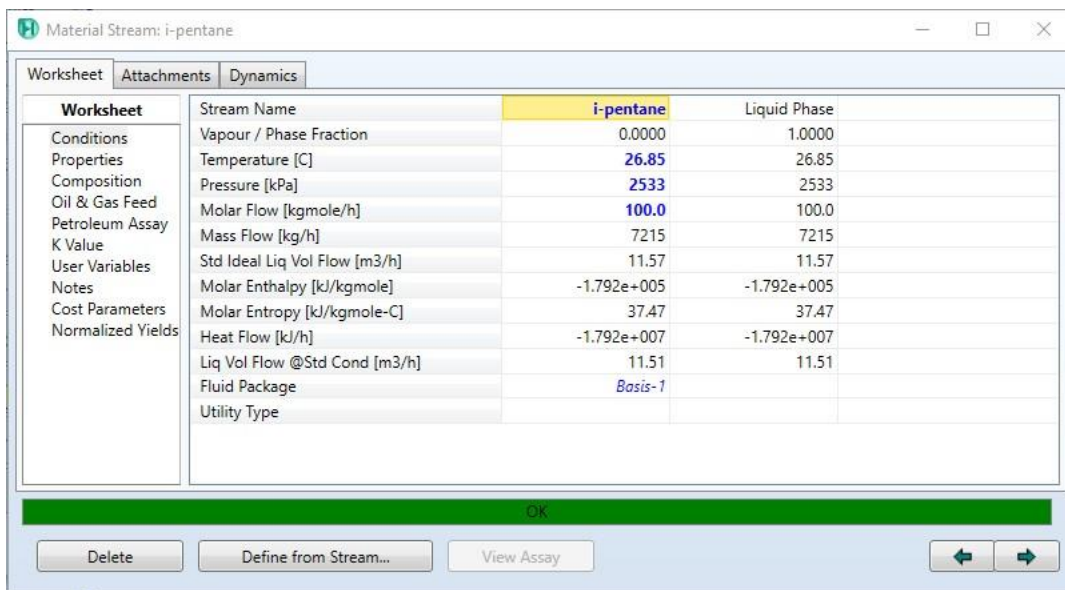 Material Stream: i-pentane
Worksheet Attachments Dynamics
Worksheet
Conditions
Properties
Composition
Oil & Gas Feed
Petroleum Assay
K Value
User Variables
Notes
Cost Parameters
Normalized Yields
Stream Name i-pentane Liquid Phase
Vapour / Phase Fraction 0.0000 1.0000
Temperature [C] 26.85 26.85
Pressure [kPa] 2533 2533
Molar Flow [kgmole/h] 100.0 100.0
Mass Flow [kg/h] 7215 7215
Std Ideal Liq Vol Flow [m3/h] 11.57 11.57
Molar Enthalpy [kJ/kgmole] -1.792e+005 -1.792e+005
Molar Entropy [kJ/kgmole-C] 37.47 37.47
Heat Flow [kJ/h] -1.792e+007 -1.792e+007
Liq Vol Flow @Std Cond [m3/h] 11.51 11.51
Fluid Package Basis-1
Utility Type
OK
Delete Define from Stream... View Assay